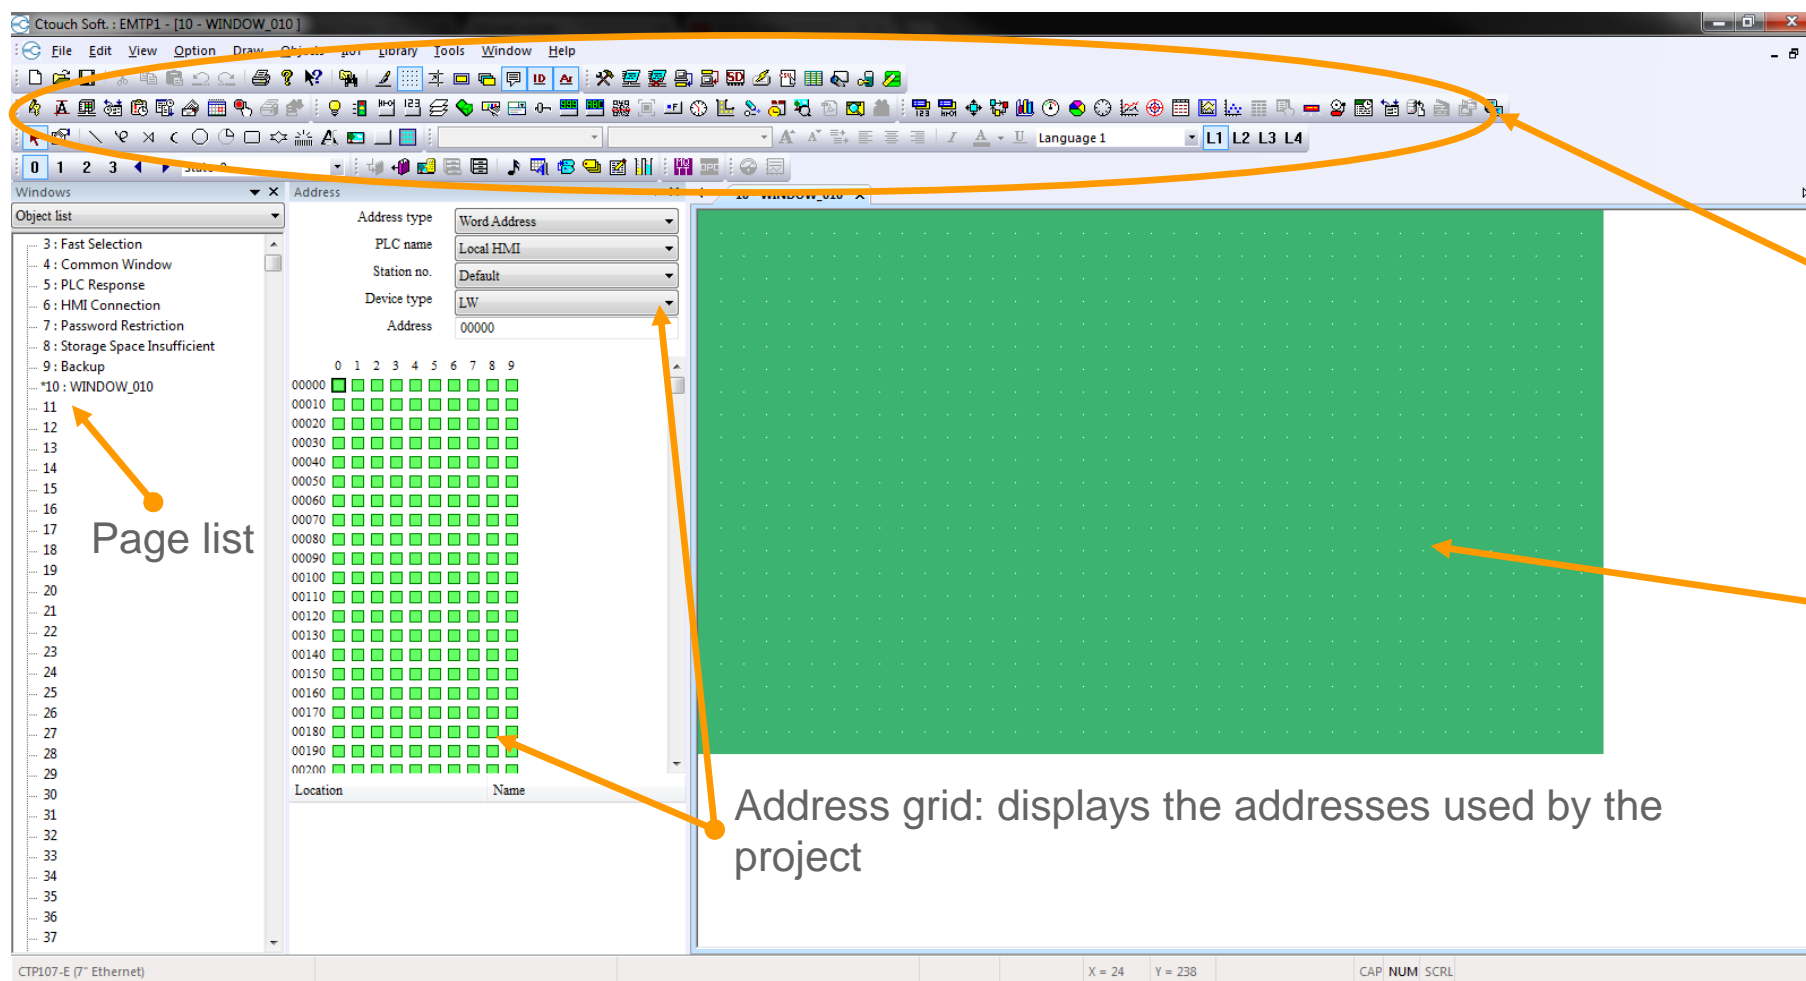 Ctouch Soft. : EMTP1 - [10 - WINDOW_010 ]
File Edit View Option Draw Objects IIoT Library Tools Window Help
Language 1 L1 L2 L3 L4
0 1 2 3
Windows
Address
10 - WINDOW_010
Object list
Address type Word Address
PLC name Local HMI
Station no. Default
Device type LW
Address 00000
3 : Fast Selection
4 : Common Window
5 : PLC Response
6 : HMI Connection
7 : Password Restriction
8 : Storage Space Insufficient
9 : Backup
*10 : WINDOW_010
11
12
13
14
15
16
17
18
19
20
21
22
23
24
25
26
27
28
29
30
31
32
33
34
35
36
37
Page list
0 1 2 3 4 5 6 7 8 9
00000
00010
00020
00030
00040
00050
00060
00070
00080
00090
00100
00110
00120
00130
00140
00150
00160
00170
00180
00190
00200
Location Name
Address grid: displays the addresses used by the
project
CTP107-E (7" Ethernet) X = 24 Y = 238 CAP NUM SCRL